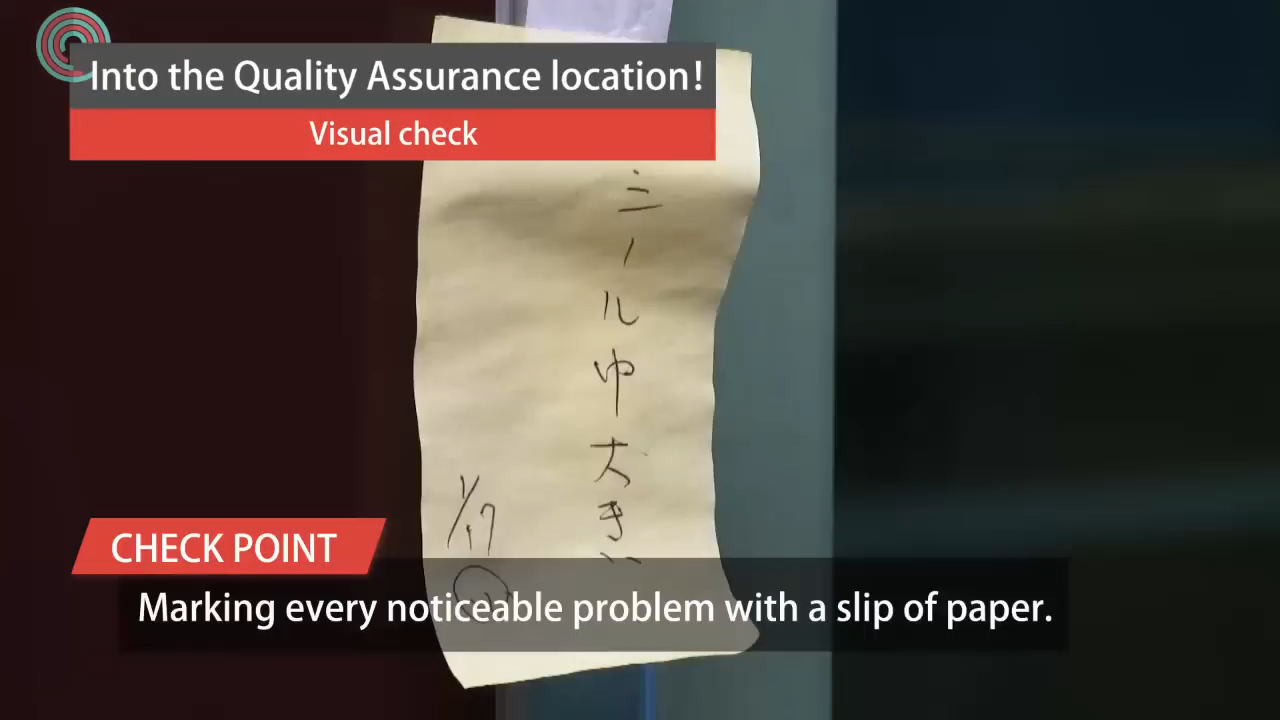 Into the Quality Assurance location!
Visual check
シール巾大きい
1/17
CHECK POINT
Marking every noticeable problem with a slip of paper.